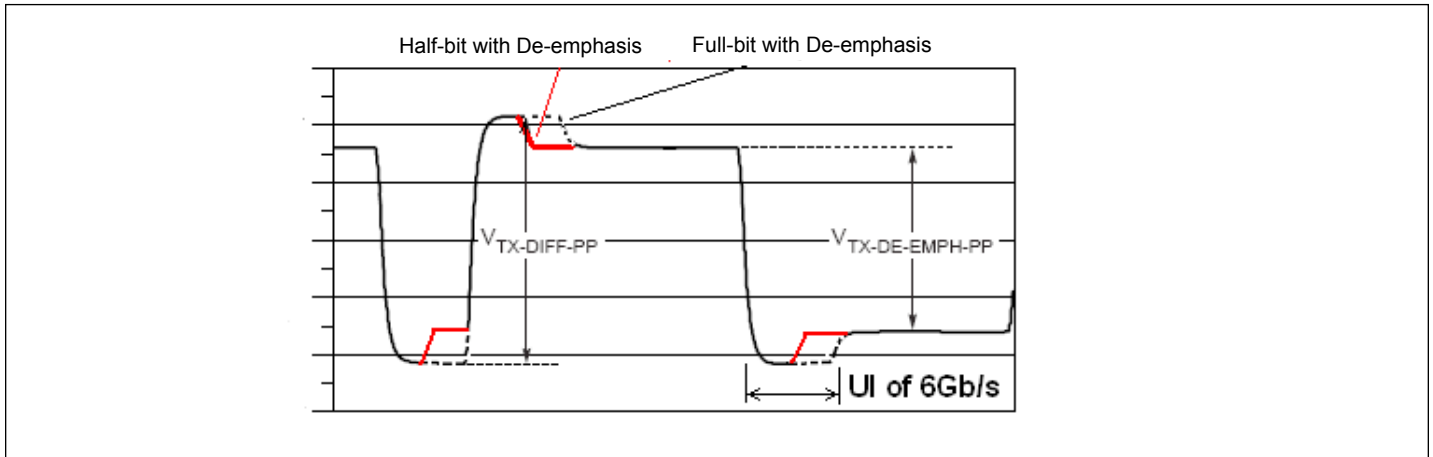 Half-bit with De-emphasis
Full-bit with De-emphasis
VTX-DIFF-PP
VTX-DE-EMPH-PP
UI of 6Gb/s